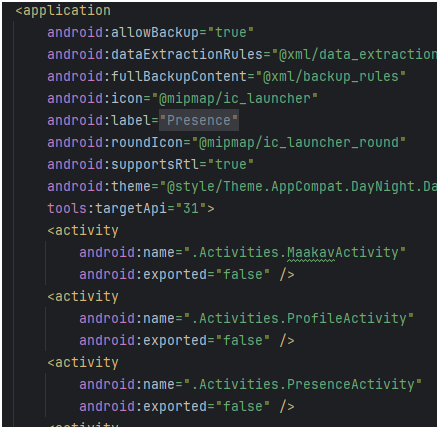 <application
android:allowBackup="true"
android:dataExtractionRules="@xml/data_extraction
android:fullBackupContent="@xml/backup_rules"
android:icon="@mipmap/ic_launcher"
android:label="Presence"
android:roundIcon="@mipmap/ic_launcher_round"
android:supportsRtl="true"
android:theme="@style/Theme.AppCompat.DayNight.Da
tools:targetApi="31">
<activity
android:name=".Activities.MaakavActivity"
android:exported="false" />
<activity
android:name=".Activities.ProfileActivity"
android:exported="false" />
<activity
android:name=".Activities.PresenceActivity"
android:exported="false" />
<activity